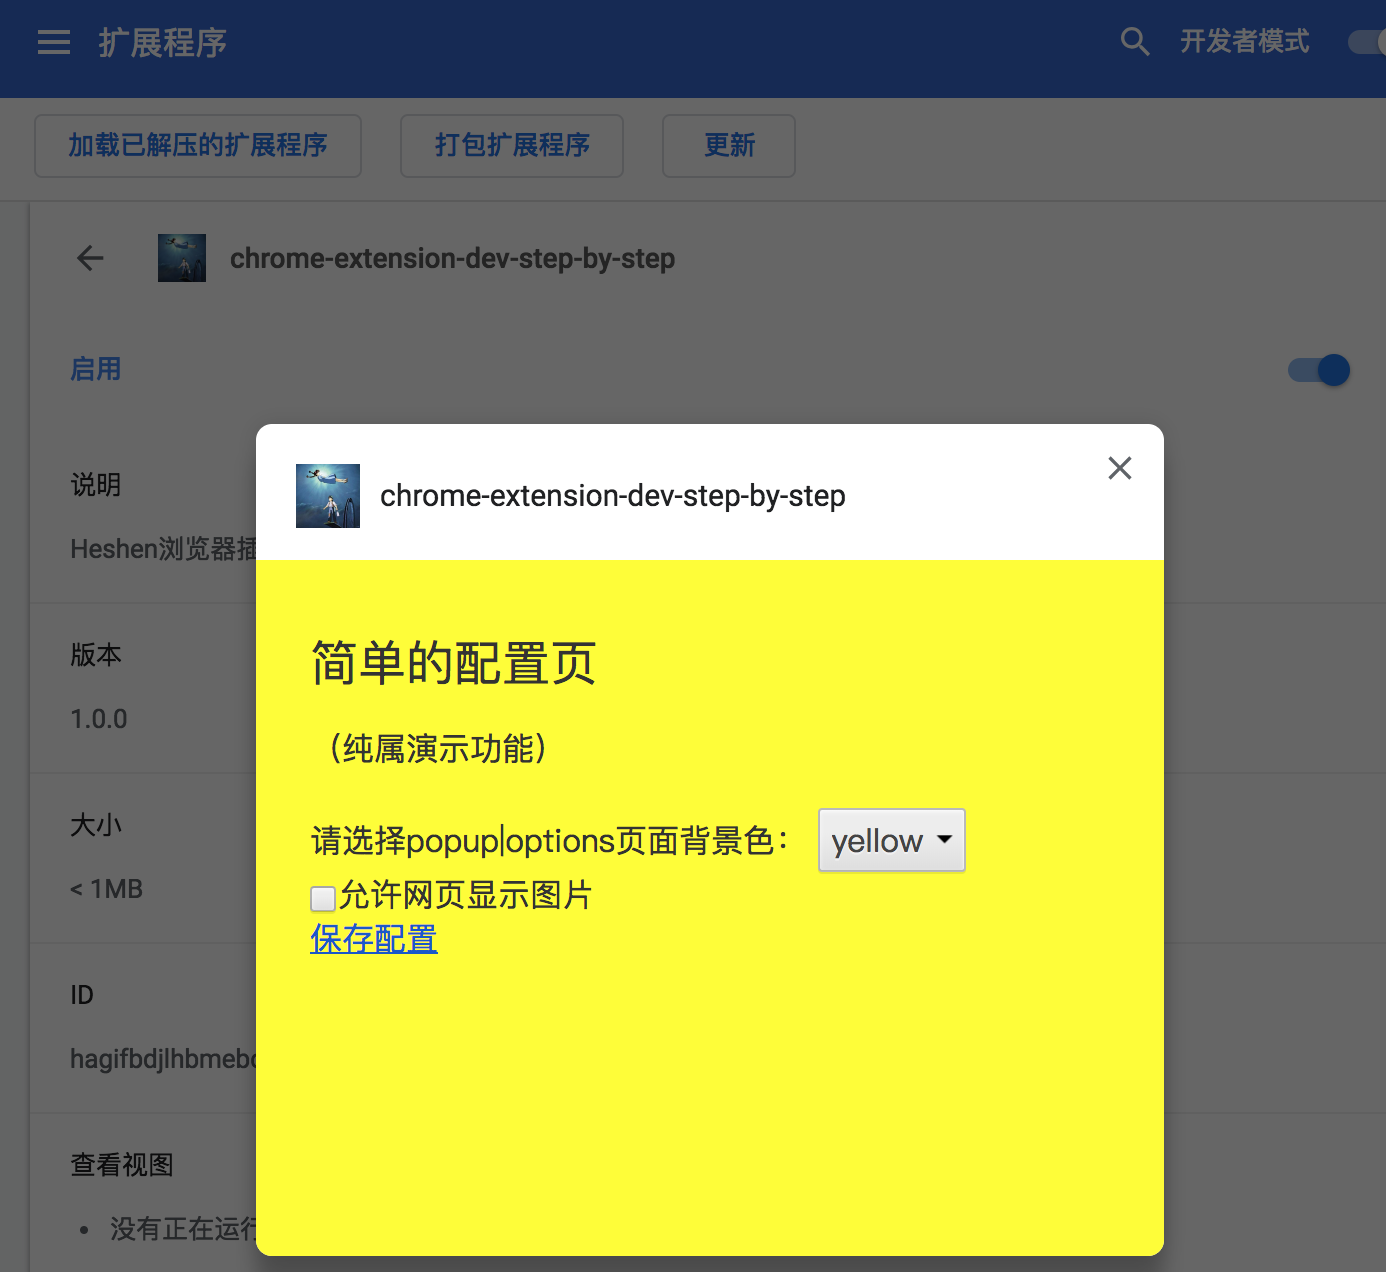 扩展程序
开发者模式
加载已解压的扩展程序
打包扩展程序
更新
chrome-extension-dev-step-by-step
启用
说明
Heshen浏览器插
版本
1.0.0
大小
< 1MB
ID
hagifbdjlhbmeb
查看视图
没有正在运行
chrome-extension-dev-step-by-step
简单的配置页
（纯属演示功能）
请选择popup|options页面背景色： yellow
允许网页显示图片
保存配置